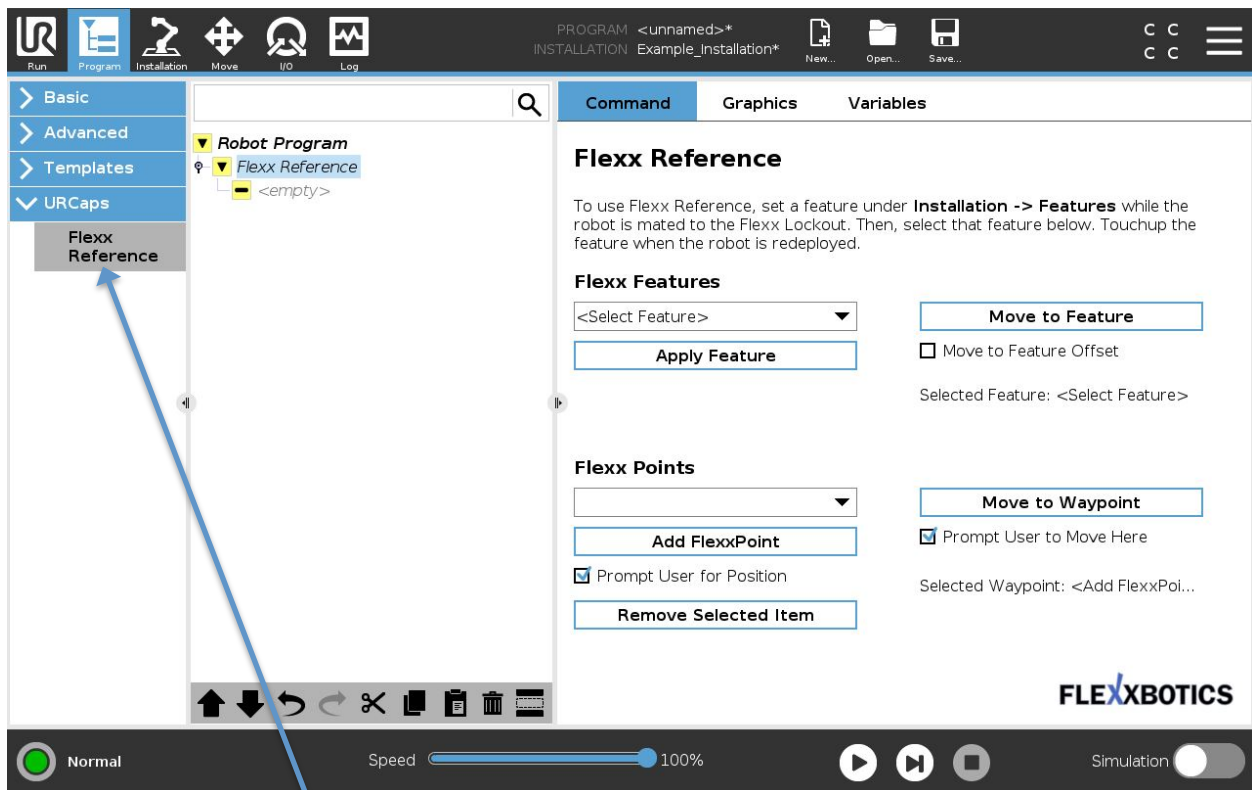 UR
PROGRAM <unnamed>*
INSTALLATION Example_Installation*
C C
C C
Run Program Installation Move I/O Log
New... Open... Save...
Basic
Advanced
Templates
URCaps
Flexx
Reference
Robot Program
Flexx Reference
<empty>
Command Graphics Variables
Flexx Reference
To use Flexx Reference, set a feature under Installation -> Features while the
robot is mated to the Flexx Lockout. Then, select that feature below. Touchup the
feature when the robot is redeployed.
Flexx Features
<Select Feature> Move to Feature
Apply Feature Move to Feature Offset
Selected Feature: <Select Feature>
Flexx Points
Move to Waypoint
Add FlexxPoint Prompt User to Move Here
Prompt User for Position Selected Waypoint: <Add FlexxPoi...
Remove Selected Item
FLEXXBOTICS
Normal Speed 100% Simulation